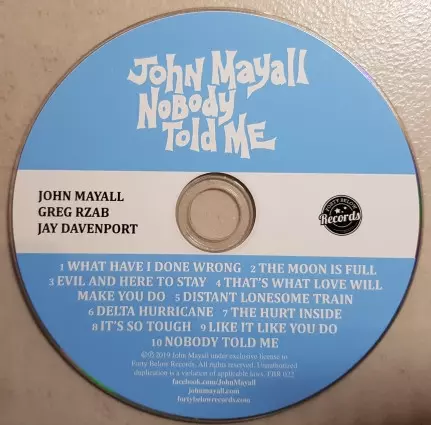 John Mayall
Nobody
Told Me
JOHN MAYALL
GREG RZAB
JAY DAVENPORT
FORTY BELOW
Records
1 WHAT HAVE I DONE WRONG 2 THE MOON IS FULL
3 EVIL AND HERE TO STAY 4 THAT'S WHAT LOVE WILL
MAKE YOU DO 5 DISTANT LONESOME TRAIN
6 DELTA HURRICANE 7 THE HURT INSIDE
8 IT'S SO TOUGH 9 LIKE IT LIKE YOU DO
10 NOBODY TOLD ME
©℗ 2019 John Mayall under exclusive license to
Forty Below Records. All rights reserved. Unauthorized
duplication is a violation of applicable laws. FBR 022
facebook.com/JohnMayall
johnmayall.com
fortybelowrecords.com